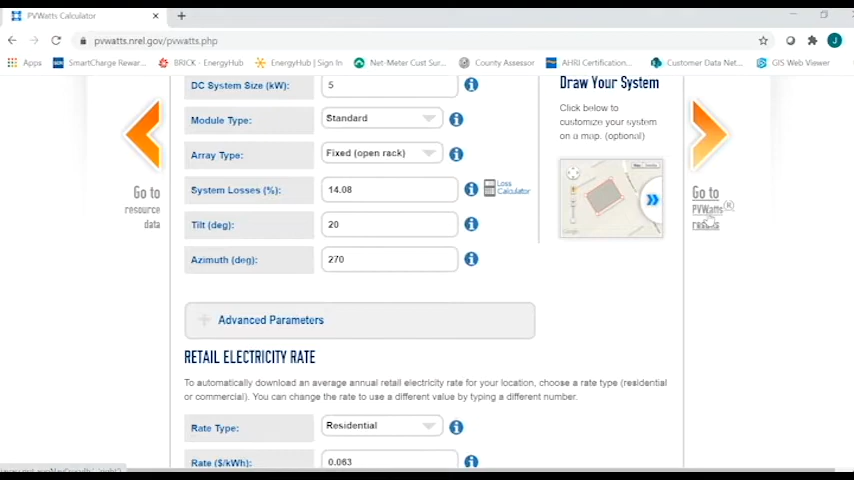 PVWatts Calculator
pvwatts.nrel.gov/pvwatts.php
J
Apps SmartCharge Rewar... BRICK - EnergyHub EnergyHub | Sign In Net-Meter Cust Sur... County Assessor AHRI Certification... Customer Data Net... GIS Web Viewer
DC System Size (kW): 5
Module Type: Standard
Array Type: Fixed (open rack)
System Losses (%): 14.08
Loss
Calculator
Tilt (deg): 20
Azimuth (deg): 270
Advanced Parameters
RETAIL ELECTRICITY RATE
To automatically download an average annual retail electricity rate for your location, choose a rate type (residential
or commercial). You can change the rate to use a different value by typing a different number.
Rate Type: Residential
Rate ($/kWh): 0.063
Draw Your System
Click below to
customize your system
on a map. (optional)
Go to
resource
data
Go to
PVWatts®
results